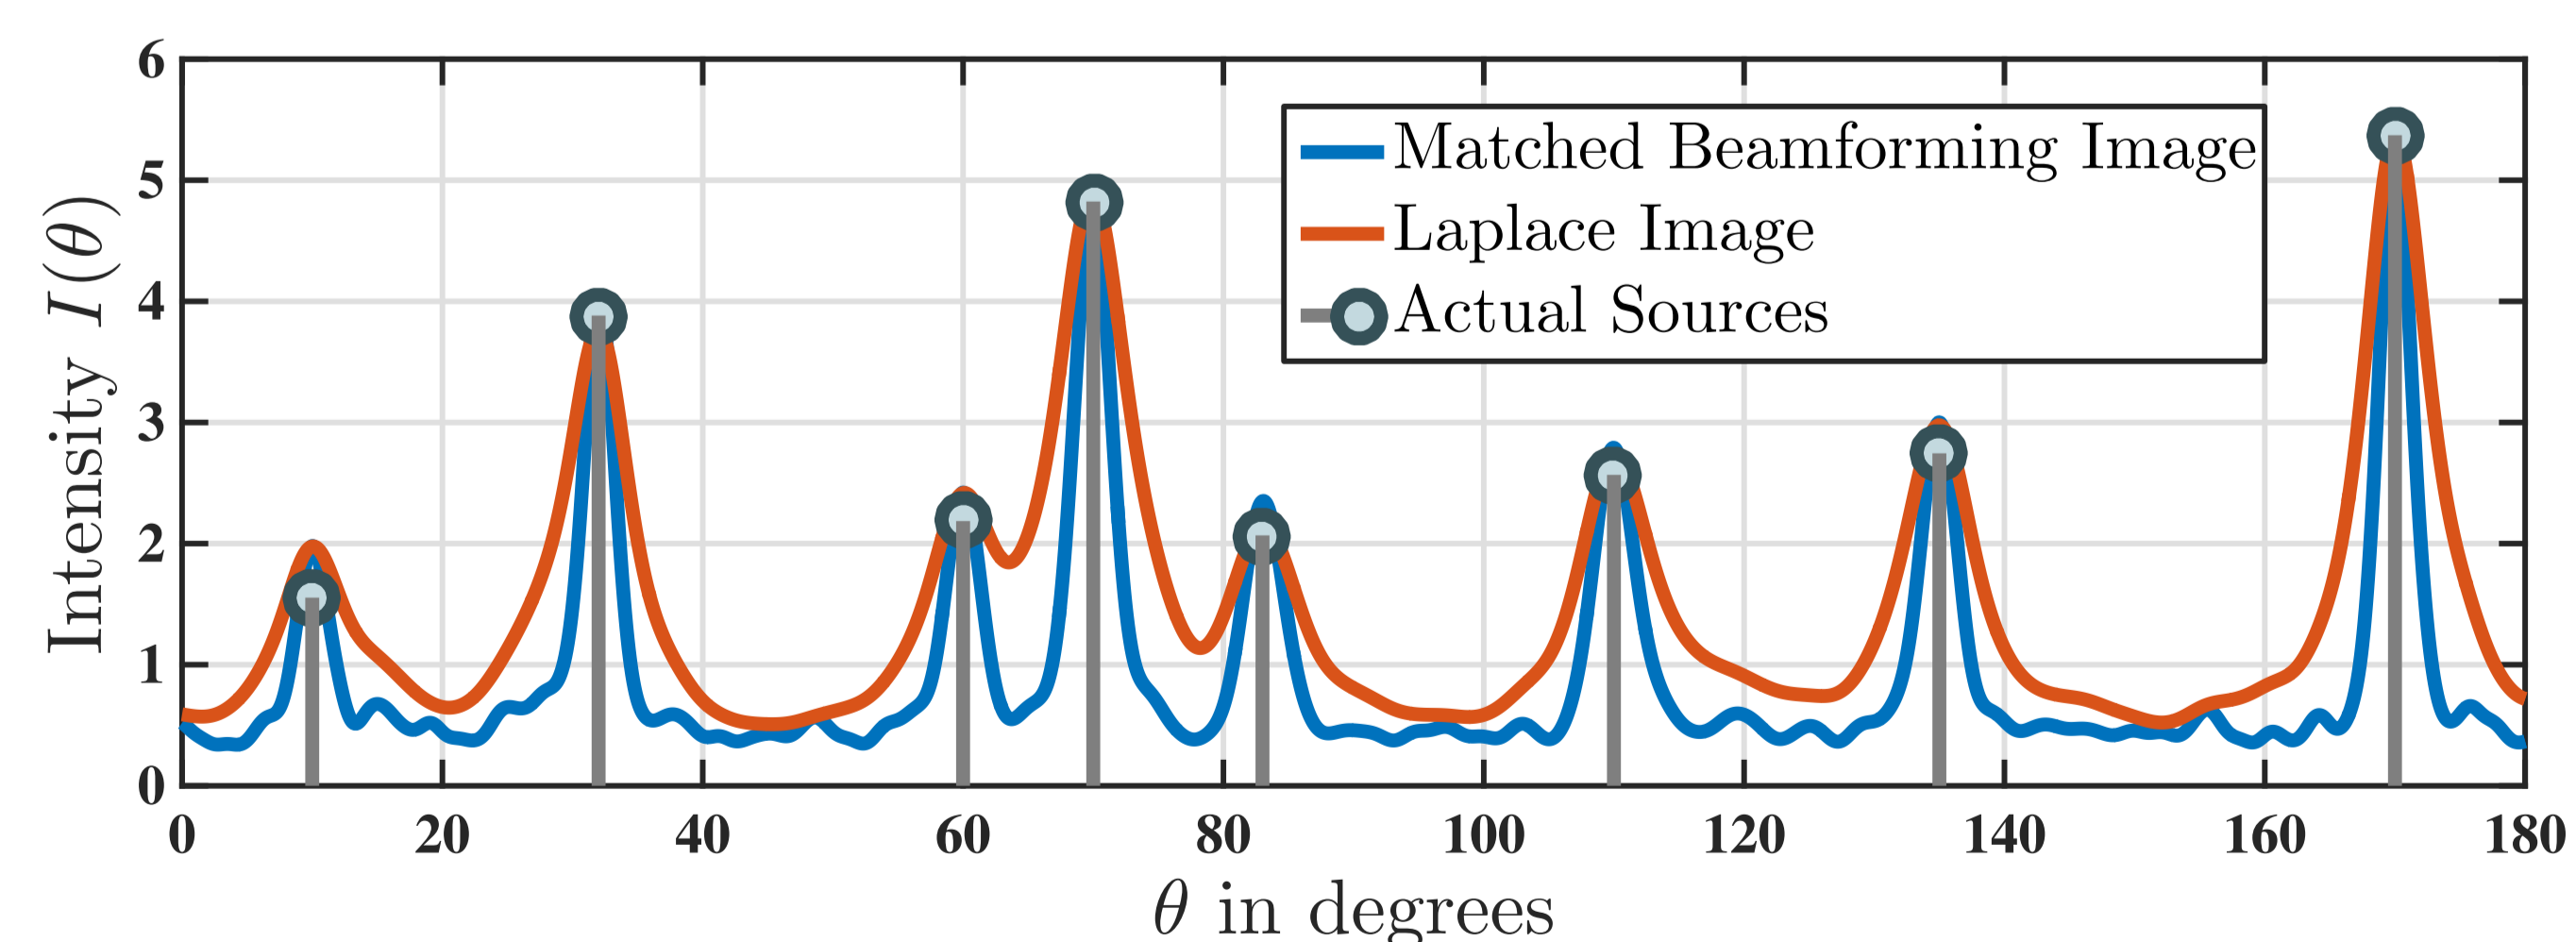 Intensity I(θ)
6
5
4
3
2
1
0
Matched Beamforming Image
Laplace Image
Actual Sources
0 20 40 60 80 100 120 140 160 180
θ in degrees